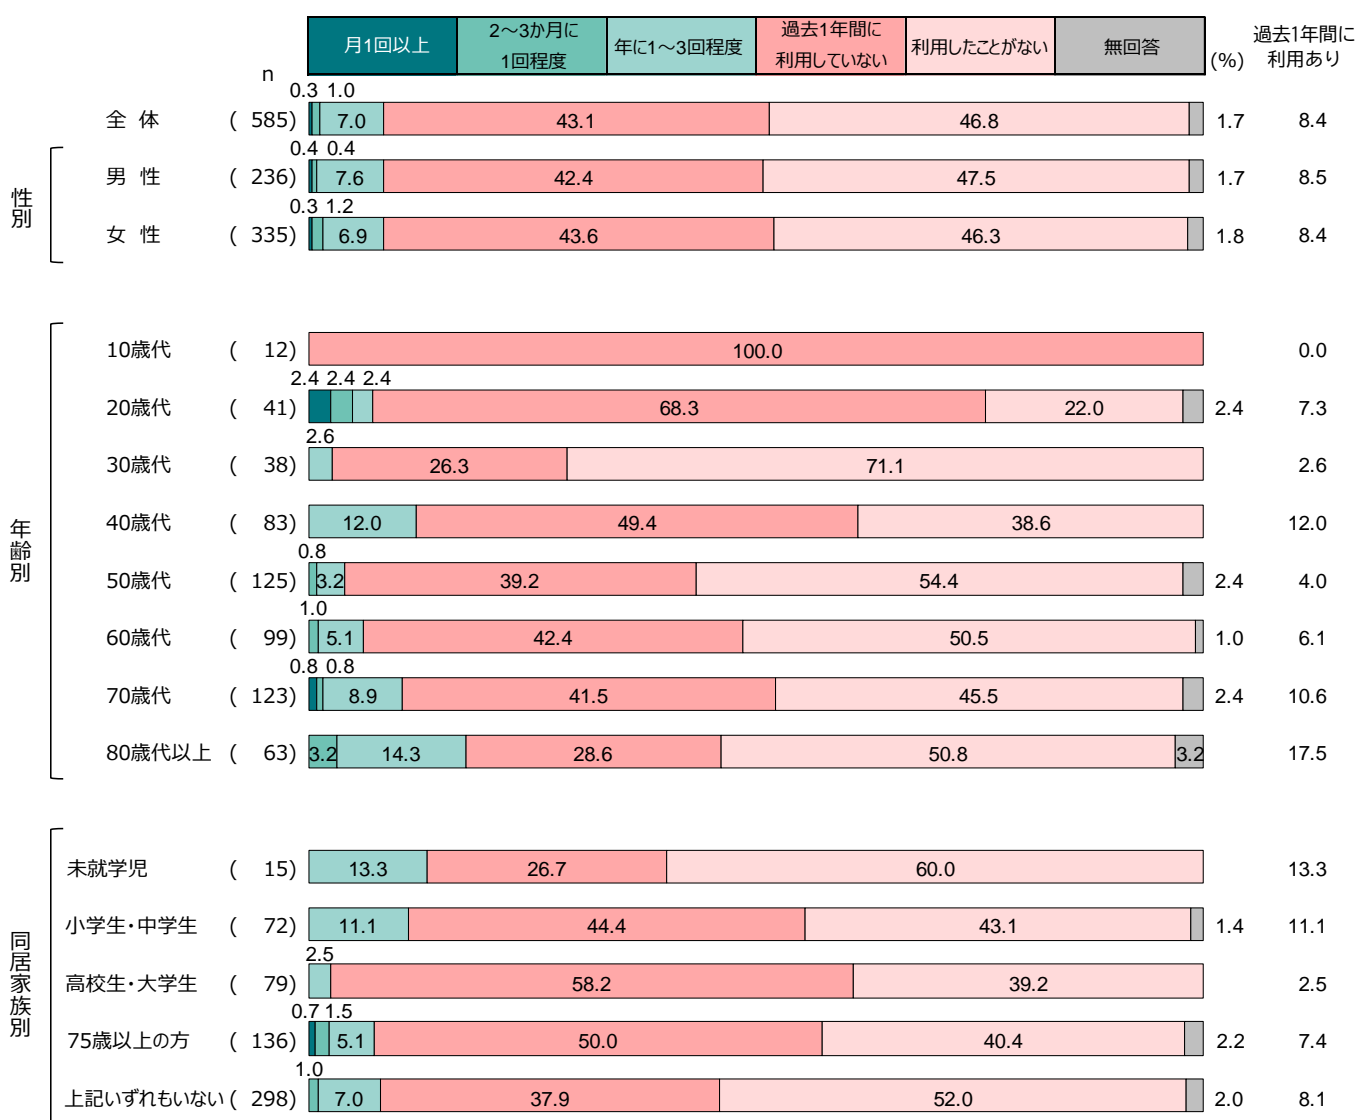 月1回以上 2～3か月に1回程度 年に1～3回程度 過去1年間に利用していない 利用したことがない 無回答 (%) 過去1年間に利用あり
n
0.3 1.0
全 体 ( 585) 7.0 43.1 46.8 1.7 8.4
性別
0.4 0.4
男 性 ( 236) 7.6 42.4 47.5 1.7 8.5
0.3 1.2
女 性 ( 335) 6.9 43.6 46.3 1.8 8.4
年齢別
10歳代 ( 12) 100.0 0.0
2.4 2.4 2.4
20歳代 ( 41) 68.3 22.0 2.4 7.3
2.6
30歳代 ( 38) 26.3 71.1 2.6
40歳代 ( 83) 12.0 49.4 38.6 12.0
0.8
50歳代 ( 125) 3.2 39.2 54.4 2.4 4.0
1.0
60歳代 ( 99) 5.1 42.4 50.5 1.0 6.1
0.8 0.8
70歳代 ( 123) 8.9 41.5 45.5 2.4 10.6
80歳代以上 ( 63) 3.2 14.3 28.6 50.8 3.2 17.5
同居家族別
未就学児 ( 15) 13.3 26.7 60.0 13.3
小学生・中学生 ( 72) 11.1 44.4 43.1 1.4 11.1
2.5
高校生・大学生 ( 79) 58.2 39.2 2.5
0.7 1.5
75歳以上の方 ( 136) 5.1 50.0 40.4 2.2 7.4
1.0
上記いずれもいない ( 298) 7.0 37.9 52.0 2.0 8.1